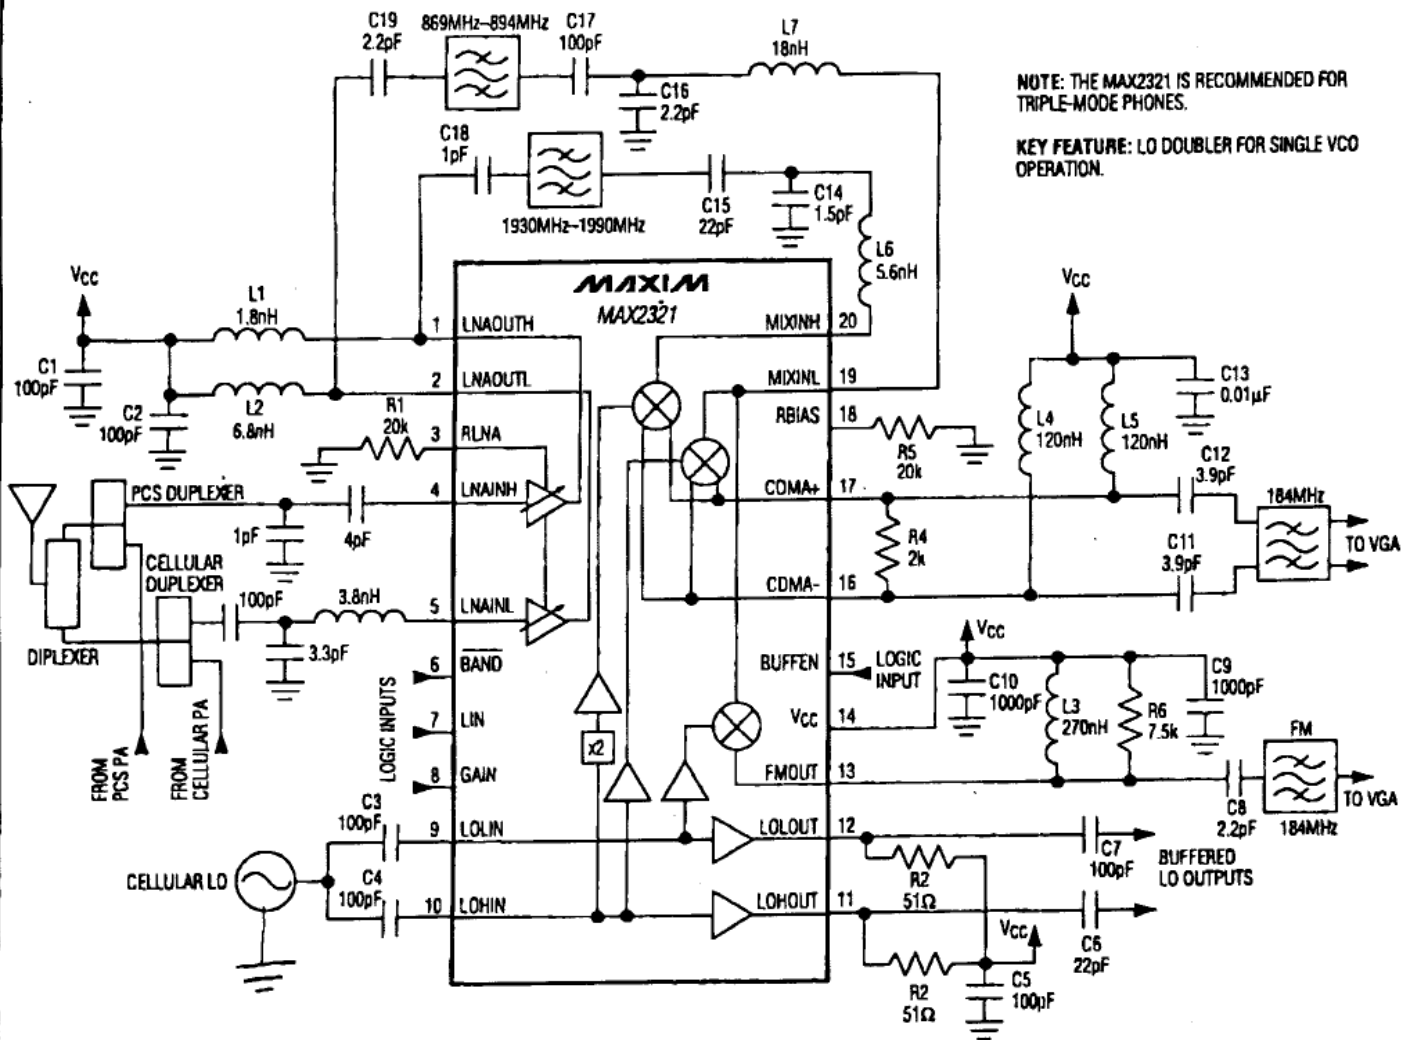 C19
2.2pF
869MHz–894MHz
C17
100pF
L7
18nH
C16
2.2pF
NOTE: THE MAX2321 IS RECOMMENDED FOR
TRIPLE-MODE PHONES.
KEY FEATURE: LO DOUBLER FOR SINGLE VCO
OPERATION.
C18
1pF
1930MHz–1990MHz
C15
22pF
C14
1.5pF
L6
5.6nH
VCC
C1
100pF
L1
1.8nH
C2
100pF
L2
6.8nH
R1
20k
MAXIM
MAX2321
1 LNAOUTH
2 LNAOUTL
3 RLNA
4 LNAINH
5 LNAINL
6 BAND
7 LIN
8 GAIN
9 LOLIN
10 LOHIN
MIXINH 20
MIXINL 19
RBIAS 18
CDMA+ 17
CDMA- 16
BUFFEN 15
VCC 14
FMOUT 13
LOLOUT 12
LOHOUT 11
x2
PCS DUPLEXER
1pF
4pF
CELLULAR
DUPLEXER
100pF
3.8nH
3.3pF
DIPLEXER
FROM
PCS PA
FROM
CELLULAR PA
LOGIC INPUTS
C3
100pF
C4
100pF
CELLULAR LO
R5
20k
VCC
L4
120nH
L5
120nH
C13
0.01µF
C12
3.9pF
R4
2k
C11
3.9pF
184MHz
TO VGA
LOGIC
INPUT
VCC
C10
1000pF
L3
270nH
R6
7.5k
C9
1000pF
FM
C8
2.2pF
184MHz
TO VGA
R2
51Ω
C7
100pF
BUFFERED
LO OUTPUTS
VCC
C6
22pF
R2
51Ω
C5
100pF